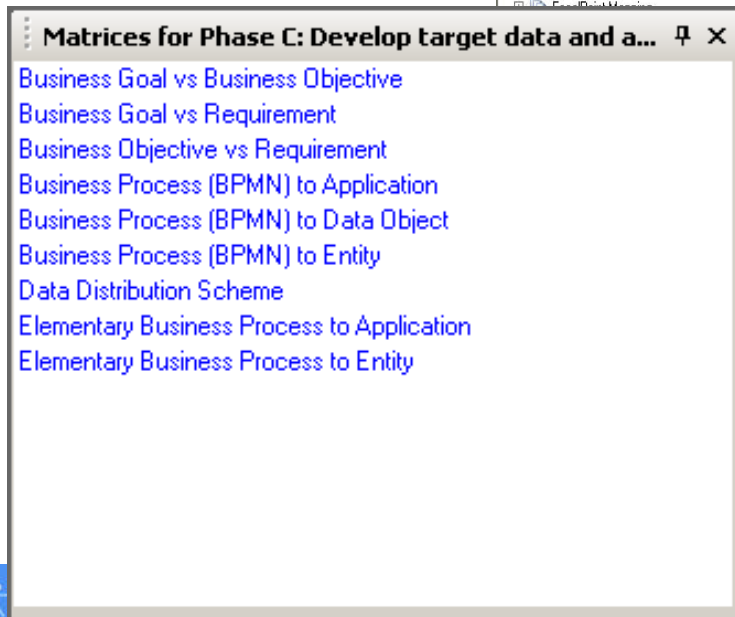 Matrices for Phase C: Develop target data and a...
Business Goal vs Business Objective
Business Goal vs Requirement
Business Objective vs Requirement
Business Process (BPMN) to Application
Business Process (BPMN) to Data Object
Business Process (BPMN) to Entity
Data Distribution Scheme
Elementary Business Process to Application
Elementary Business Process to Entity